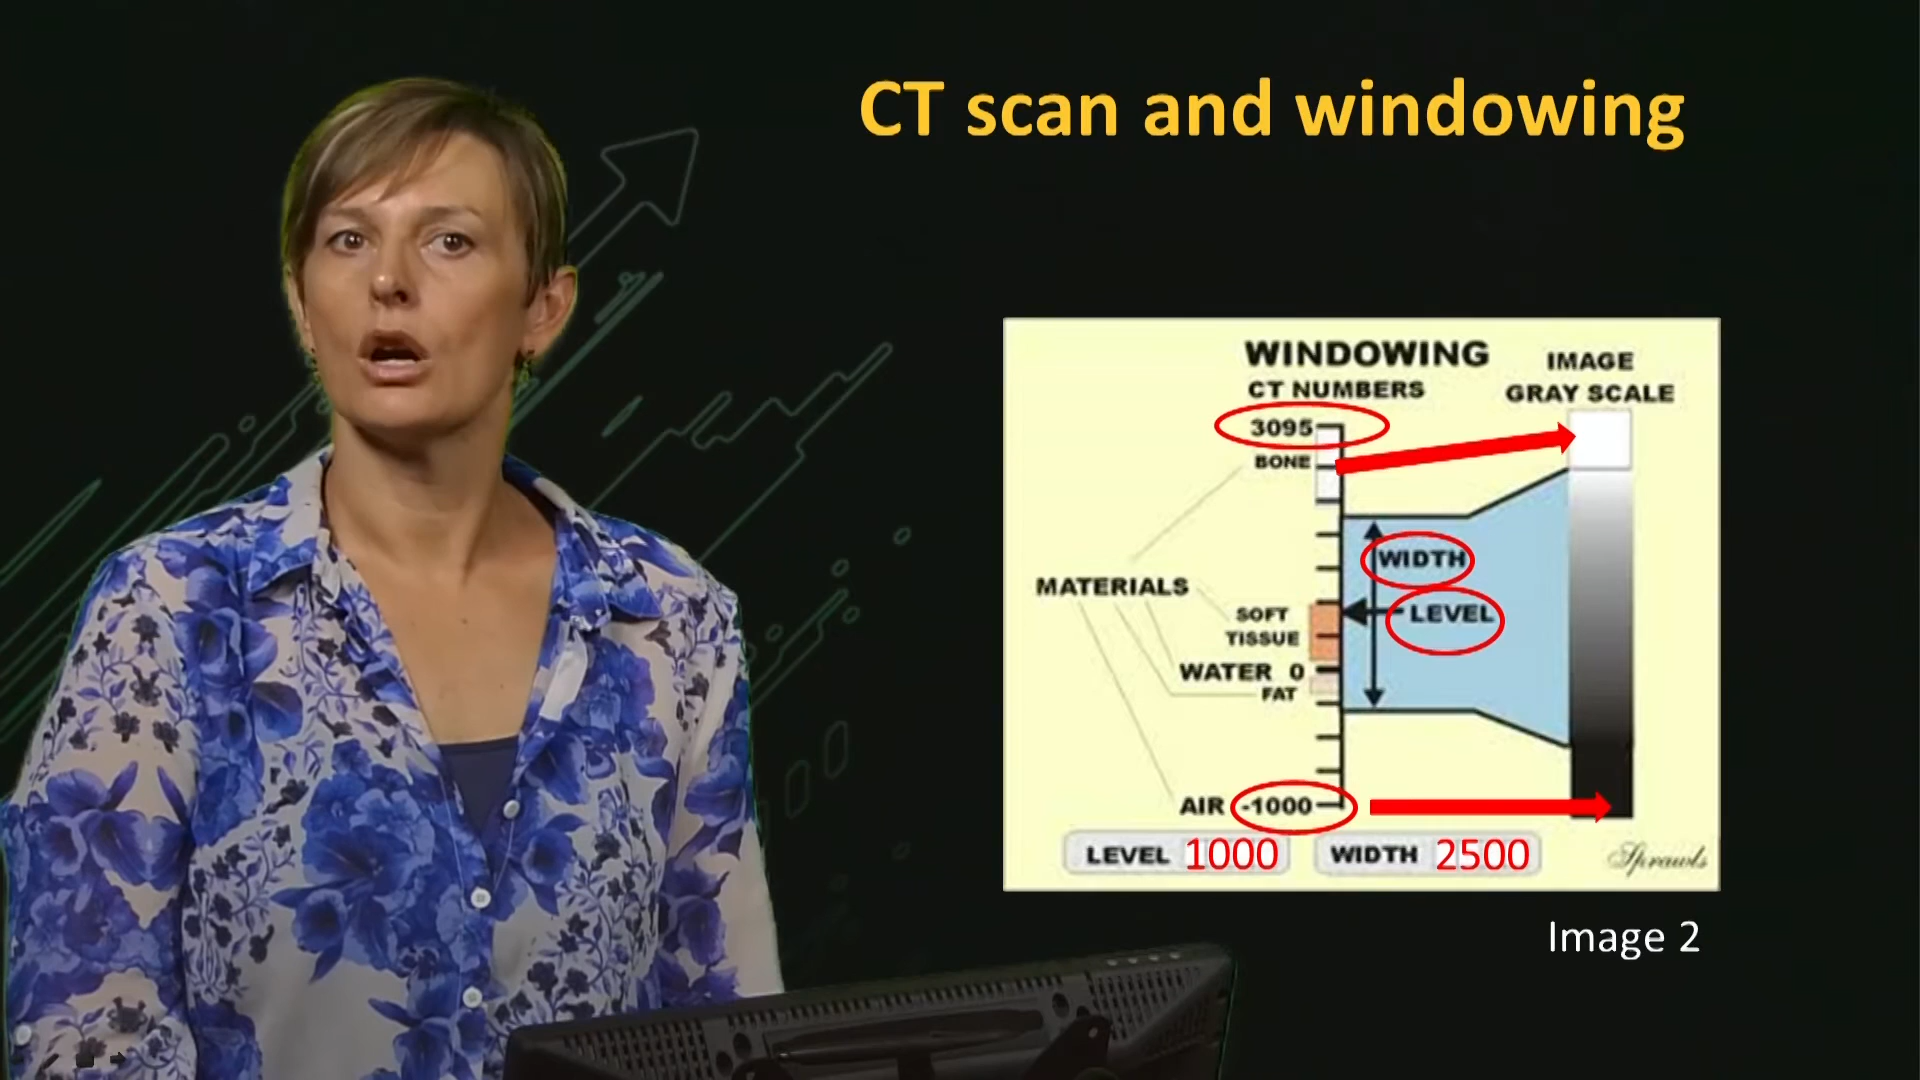 CT scan and windowing
WINDOWING
CT NUMBERS
IMAGE
GRAY SCALE
3095
BONE
WIDTH
MATERIALS
LEVEL
SOFT
TISSUE
WATER 0
FAT
AIR -1000
LEVEL 1000 WIDTH 2500
Sprawls
Image 2